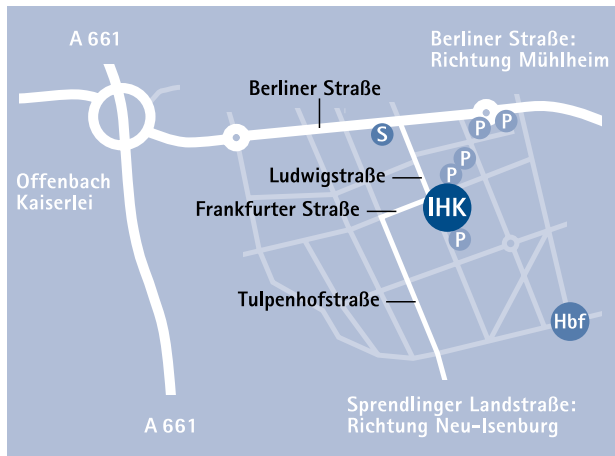 A 661
Berliner Straße:
Richtung Mühlheim
Berliner Straße
P
P
S
P
Ludwigstraße
P
Offenbach
Kaiserlei
Frankfurter Straße
IHK
P
Tulpenhofstraße
Hbf
Sprendlinger Landstraße:
Richtung Neu-Isenburg
A 661